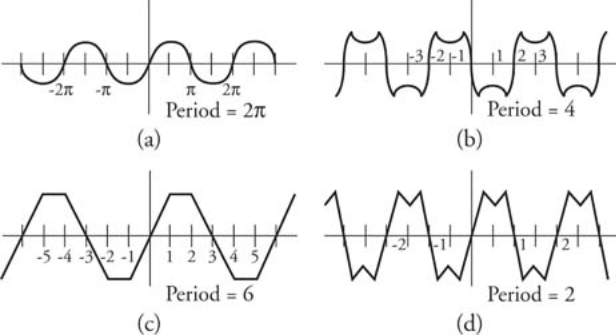 -2π -π π 2π
Period = 2π
(a)
-3 -2 -1 1 2 3
Period = 4
(b)
-5 -4 -3 -2 -1 1 2 3 4 5
Period = 6
(c)
-2 -1 1 2
Period = 2
(d)